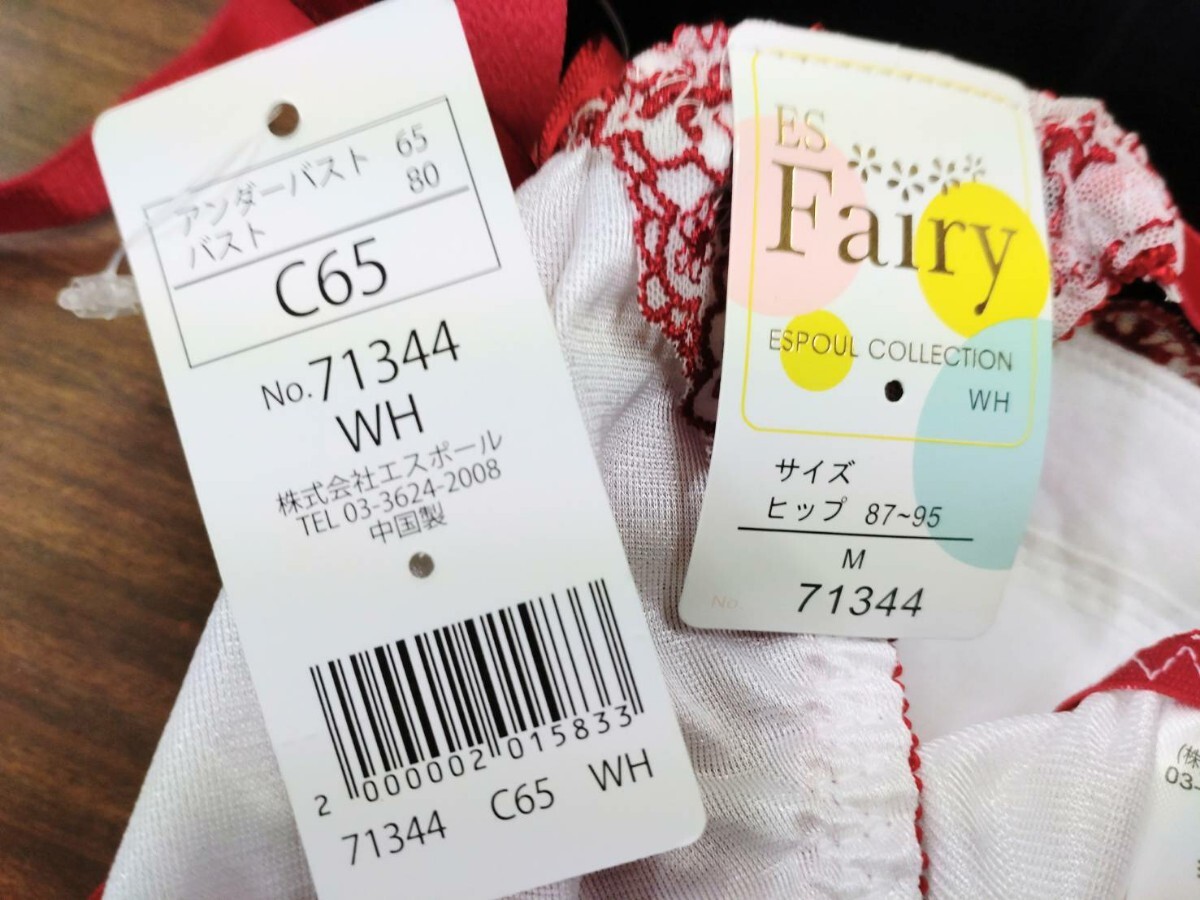 アンダーバスト 65
バスト 80
C65
No.71344
WH
株式会社エスポール
TEL 03-3624-2008
中国製
2 000002 015833
71344 C65 WH
ES
Fairy
ESPOUL COLLECTION
WH
サイズ
ヒップ 87~95
M
No. 71344
(株
03-